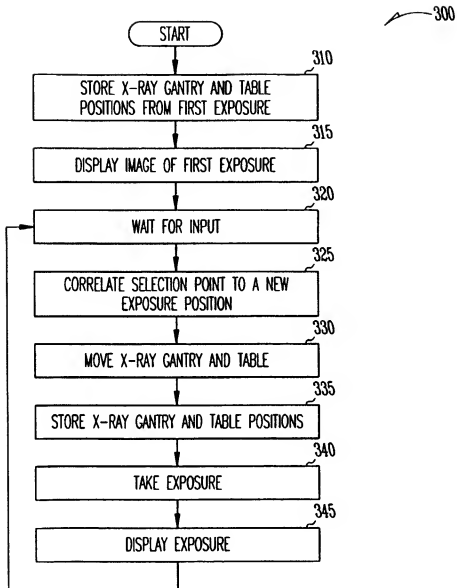 300
START
310
STORE X-RAY GANTRY AND TABLE
POSITIONS FROM FIRST EXPOSURE
315
DISPLAY IMAGE OF FIRST EXPOSURE
320
WAIT FOR INPUT
325
CORRELATE SELECTION POINT TO A NEW
EXPOSURE POSITION
330
MOVE X-RAY GANTRY AND TABLE
335
STORE X-RAY GANTRY AND TABLE POSITIONS
340
TAKE EXPOSURE
345
DISPLAY EXPOSURE